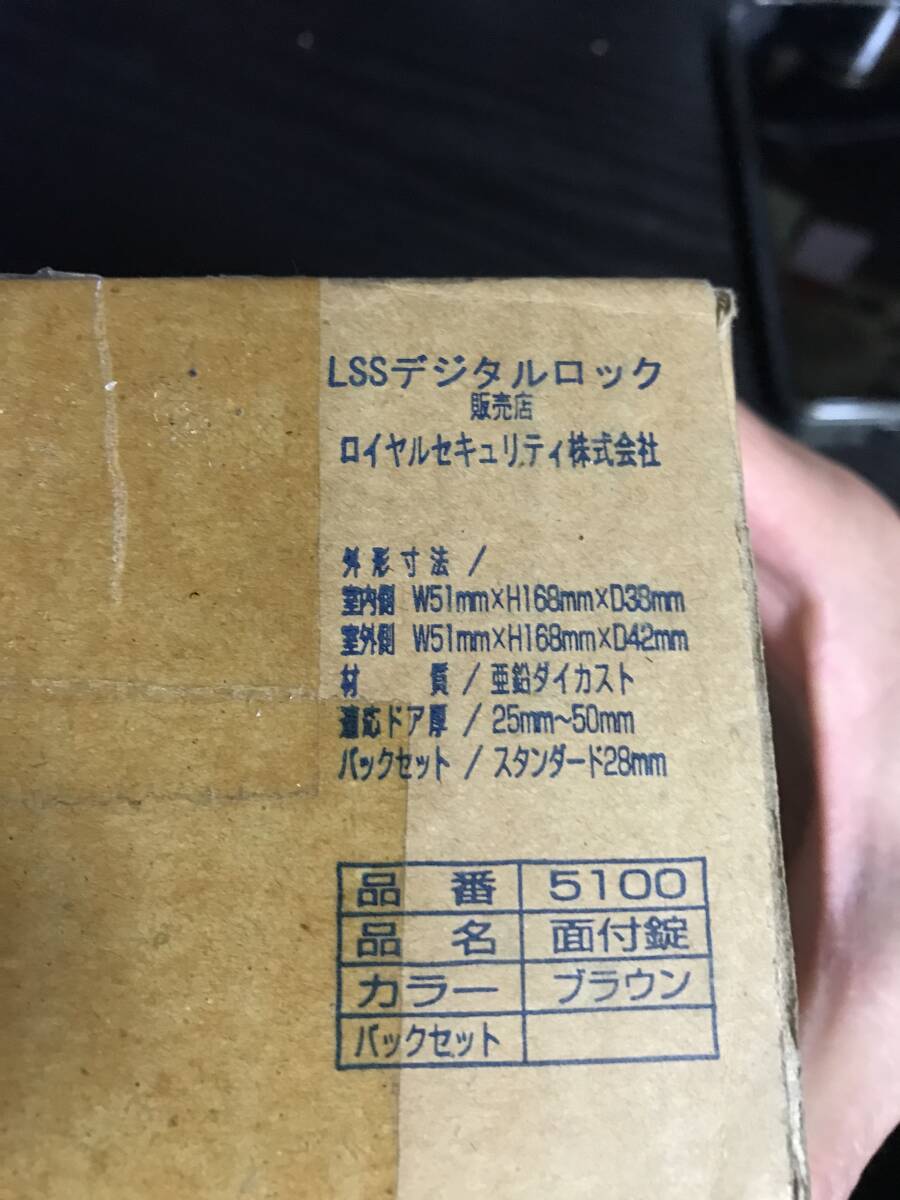 LSSデジタルロック
販売店
ロイヤルセキュリティ株式会社
外形寸法/
室内側 W51mm×H168mm×D38mm
室外側 W51mm×H168mm×D42mm
材 質/亜鉛ダイカスト
適応ドア厚/25mm~50mm
バックセット/スタンダード28mm
品 番 5100
品 名 面付錠
カラー ブラウン
バックセット